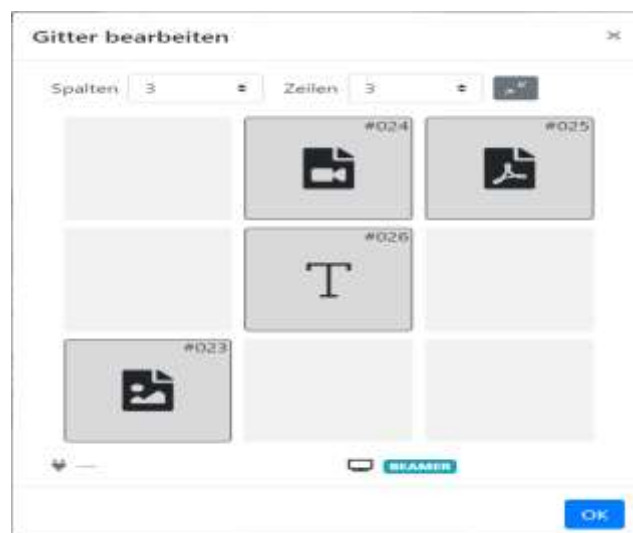 Gitter bearbeiten ×
Spalten 3 Zeilen 3
#024 #025
#026
T
#023
—
BEAMER
OK